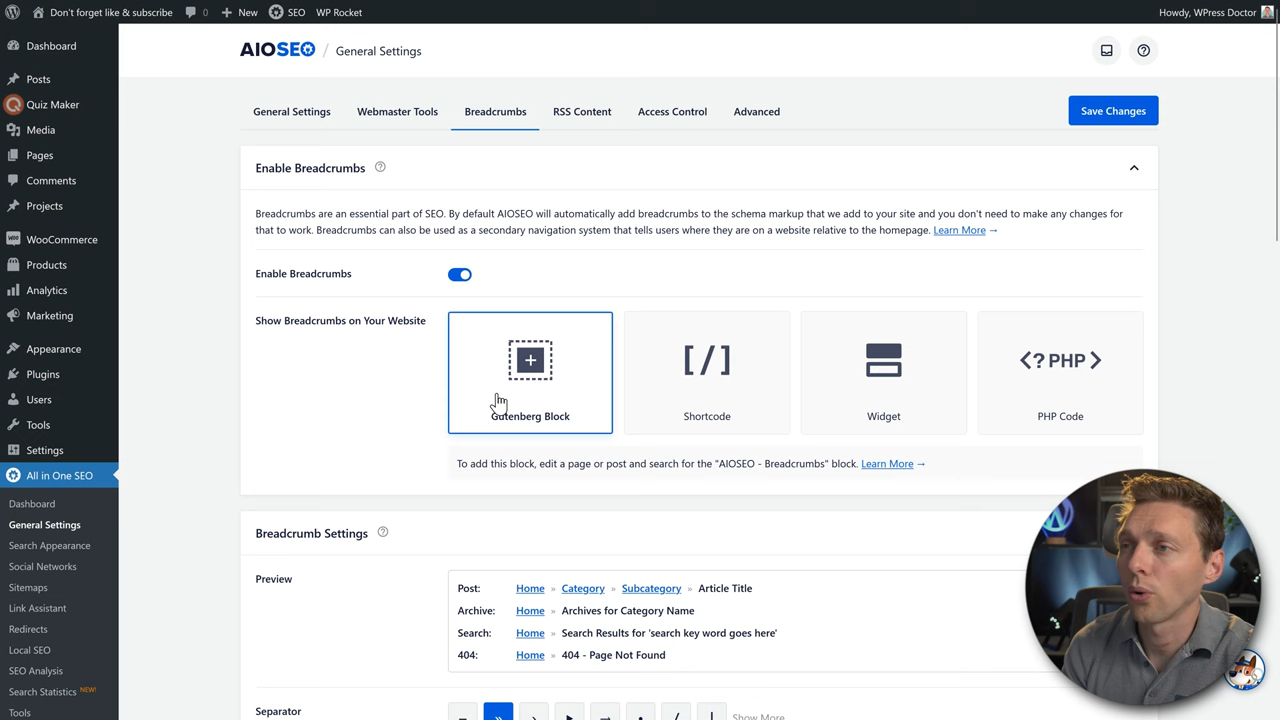 Don't forget like & subscribe 0 New SEO WP Rocket Howdy, WPress Doctor
AIOSEO / General Settings
General Settings Webmaster Tools Breadcrumbs RSS Content Access Control Advanced Save Changes
Dashboard
Posts
Quiz Maker
Media
Pages
Comments
Projects
WooCommerce
Products
Analytics
Marketing
Appearance
Plugins
Users
Tools
Settings
All in One SEO
Dashboard
General Settings
Search Appearance
Social Networks
Sitemaps
Link Assistant
Redirects
Local SEO
SEO Analysis
Search Statistics NEW!
Tools
Enable Breadcrumbs
Breadcrumbs are an essential part of SEO. By default AIOSEO will automatically add breadcrumbs to the schema markup that we add to your site and you don't need to make any changes for
that to work. Breadcrumbs can also be used as a secondary navigation system that tells users where they are on a website relative to the homepage. Learn More →
Enable Breadcrumbs
Show Breadcrumbs on Your Website
[/] <? PHP >
Gutenberg Block Shortcode Widget PHP Code
To add this block, edit a page or post and search for the "AIOSEO - Breadcrumbs" block. Learn More →
Breadcrumb Settings
Preview
Post: Home » Category » Subcategory » Article Title
Archive: Home » Archives for Category Name
Search: Home » Search Results for 'search key word goes here'
404: Home » 404 - Page Not Found
Separator – » › ▸ → • / | Show More